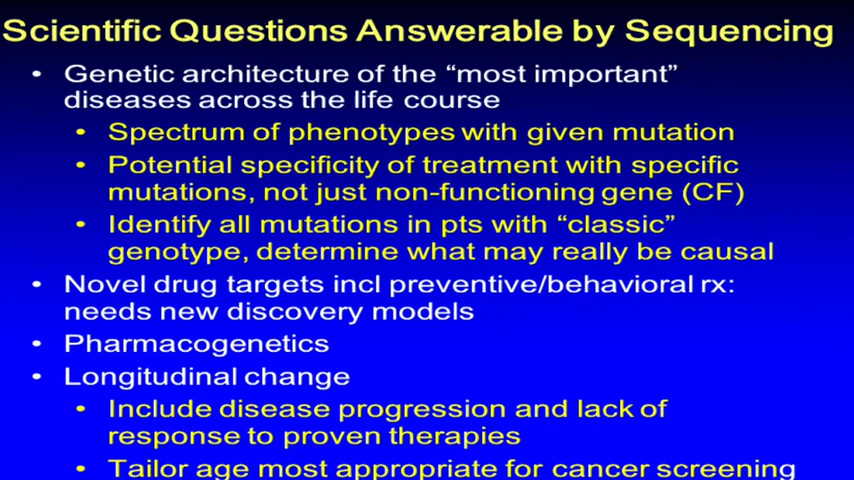 Scientific Questions Answerable by Sequencing
• Genetic architecture of the “most important”
diseases across the life course
• Spectrum of phenotypes with given mutation
• Potential specificity of treatment with specific
mutations, not just non-functioning gene (CF)
• Identify all mutations in pts with “classic”
genotype, determine what may really be causal
• Novel drug targets incl preventive/behavioral rx:
needs new discovery models
• Pharmacogenetics
• Longitudinal change
• Include disease progression and lack of
response to proven therapies
• Tailor age most appropriate for cancer screening